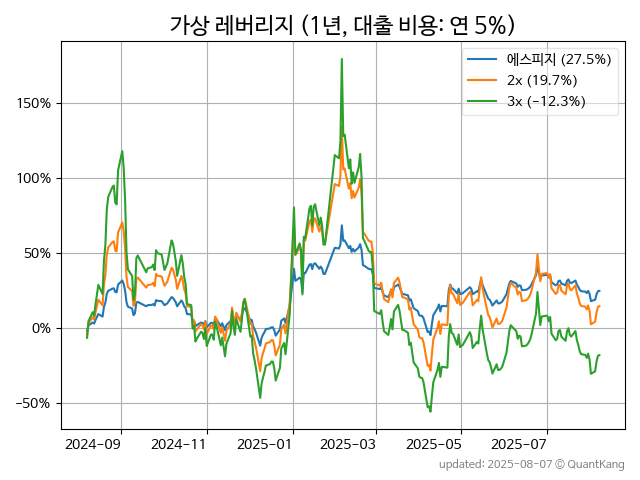 가상 레버리지 (1년, 대출 비용: 연 5%)
에스피지 (27.5%)
2x (19.7%)
3x (−12.3%)
150%
100%
50%
0%
−50%
2024-09
2024-11
2025-01
2025-03
2025-05
2025-07
updated: 2025-08-07 © QuantKang